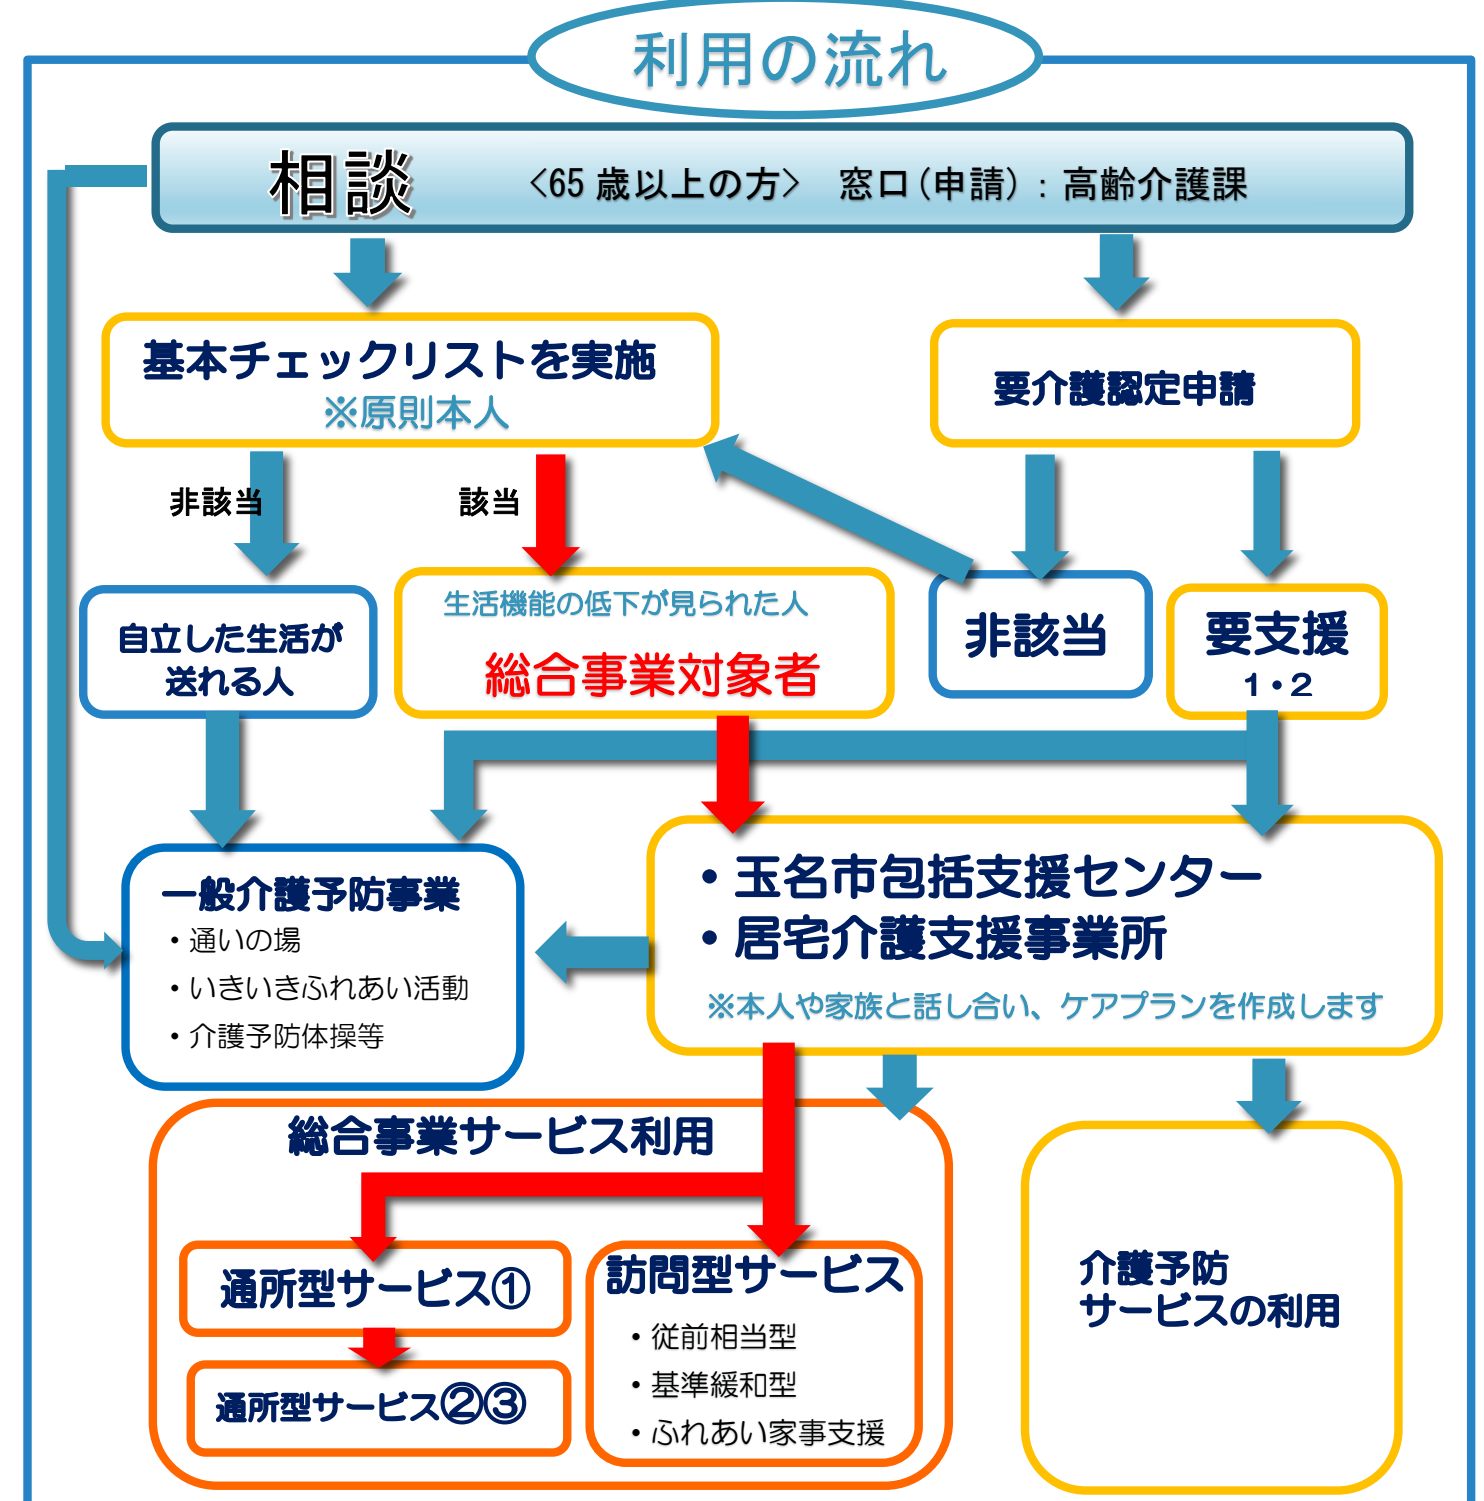 利用の流れ
相談 <65歳以上の方> 窓口(申請):高齢介護課
基本チェックリストを実施
※原則本人
要介護認定申請
非該当
該当
自立した生活が
送れる人
生活機能の低下が見られた人
総合事業対象者
非該当
要支援
1・2
一般介護予防事業
・通いの場
・いきいきふれあい活動
・介護予防体操等
・玉名市包括支援センター
・居宅介護支援事業所
※本人や家族と話し合い、ケアプランを作成します
総合事業サービス利用
通所型サービス①
通所型サービス②③
訪問型サービス
・従前相当型
・基準緩和型
・ふれあい家事支援
介護予防
サービスの利用